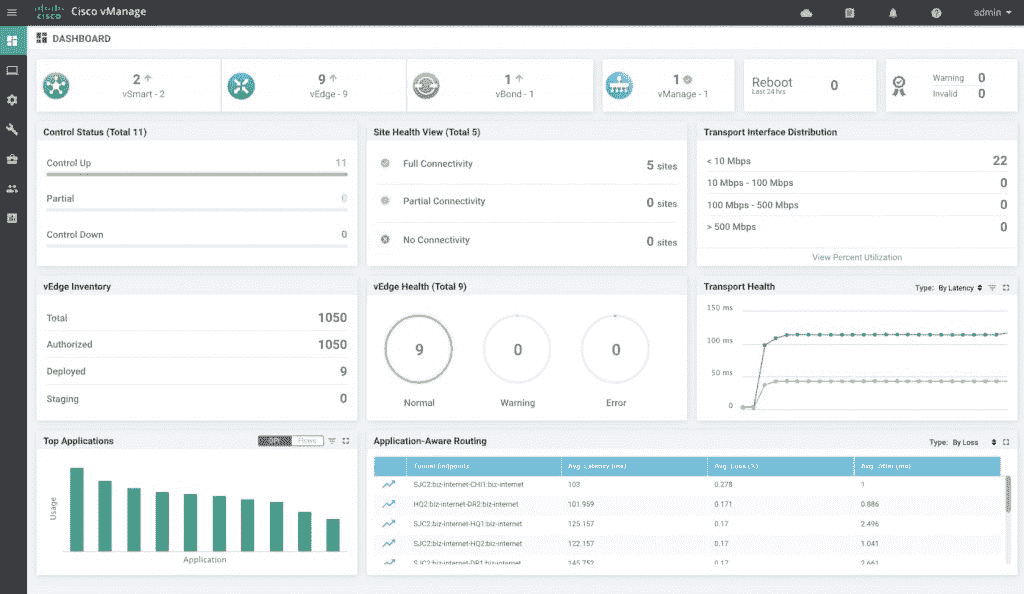 CISCO
Cisco vManage
admin
DASHBOARD
2
vSmart - 2
9
vEdge - 9
1
vBond - 1
1
vManage - 1
Reboot
Last 24 hrs
0
Warning 0
Invalid 0
Control Status (Total 11)
Control Up 11
Partial 0
Control Down 0
Site Health View (Total 5)
Full Connectivity 5 sites
Partial Connectivity 0 sites
No Connectivity 0 sites
Transport Interface Distribution
< 10 Mbps 22
10 Mbps - 100 Mbps 0
100 Mbps - 500 Mbps 0
> 500 Mbps 0
View Percent Utilization
vEdge Inventory
Total 1050
Authorized 1050
Deployed 9
Staging 0
vEdge Health (Total 9)
9 0 0
Normal Warning Error
Transport Health
Type: By Latency
150 ms
100 ms
50 ms
0
Top Applications
DPI Flows
Usage
Application
Application-Aware Routing
Type: By Loss
Tunnel Endpoints Avg. Latency (ms) Avg. Loss (%) Avg. Jitter (ms)
SJC2:biz-internet-CHI1:biz-internet 103 0.278 1
HQ2:biz-internet-DR2:biz-internet 101.959 0.171 0.886
SJC2:biz-internet-HQ1:biz-internet 125.157 0.17 2.496
SJC2:biz-internet-HQ2:biz-internet 122.157 0.17 1.041
SJC2:biz-internet-DR1:biz-internet 145.752 0.17 2.661